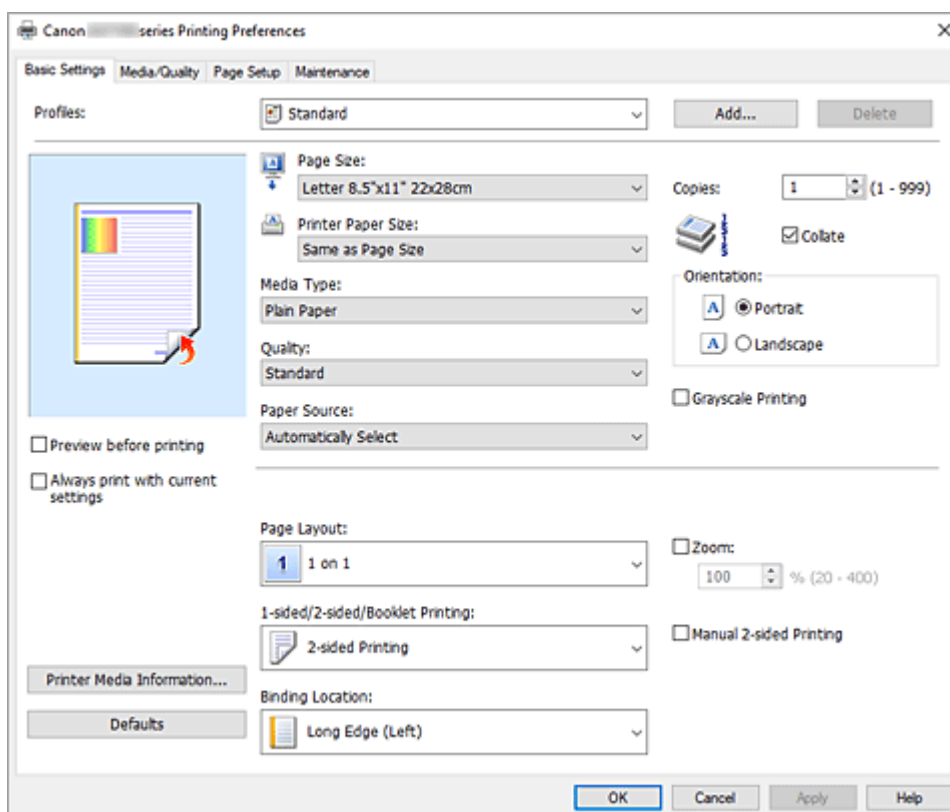 Canon series Printing Preferences
Basic Settings Media/Quality Page Setup Maintenance
Profiles:
Standard
Add...
Delete
Page Size:
Letter 8.5"x11" 22x28cm
Printer Paper Size:
Same as Page Size
Media Type:
Plain Paper
Quality:
Standard
Paper Source:
Automatically Select
Copies:
1 (1 - 999)
Collate
Orientation:
A Portrait
A Landscape
Grayscale Printing
Preview before printing
Always print with current
settings
Page Layout:
1 1 on 1
Zoom:
100 % (20 - 400)
1-sided/2-sided/Booklet Printing:
2-sided Printing
Manual 2-sided Printing
Binding Location:
Long Edge (Left)
Printer Media Information...
Defaults
OK Cancel Apply Help